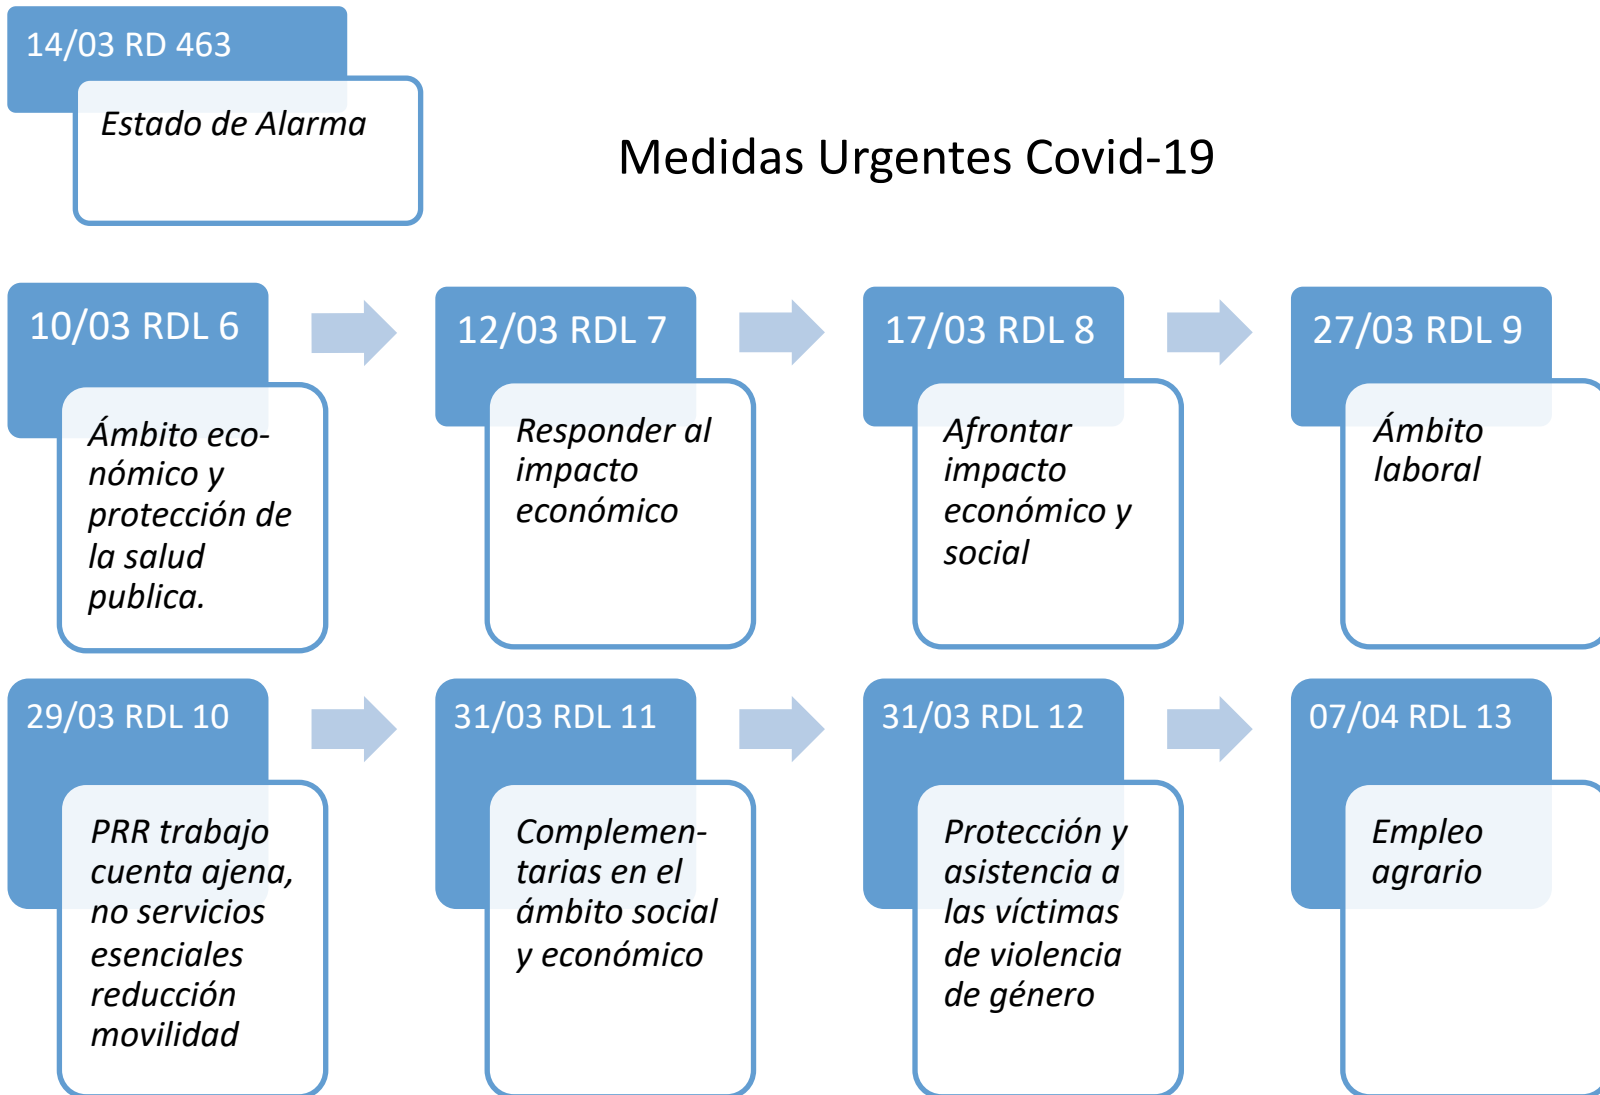 14/03 RD 463
Estado de Alarma
Medidas Urgentes Covid-19
10/03 RDL 6
Ámbito eco-
nómico y
protección de
la salud
publica.
12/03 RDL 7
Responder al
impacto
económico
17/03 RDL 8
Afrontar
impacto
económico y
social
27/03 RDL 9
Ámbito
laboral
29/03 RDL 10
PRR trabajo
cuenta ajena,
no servicios
esenciales
reducción
movilidad
31/03 RDL 11
Complemen-
tarias en el
ámbito social
y económico
31/03 RDL 12
Protección y
asistencia a
las víctimas
de violencia
de género
07/04 RDL 13
Empleo
agrario